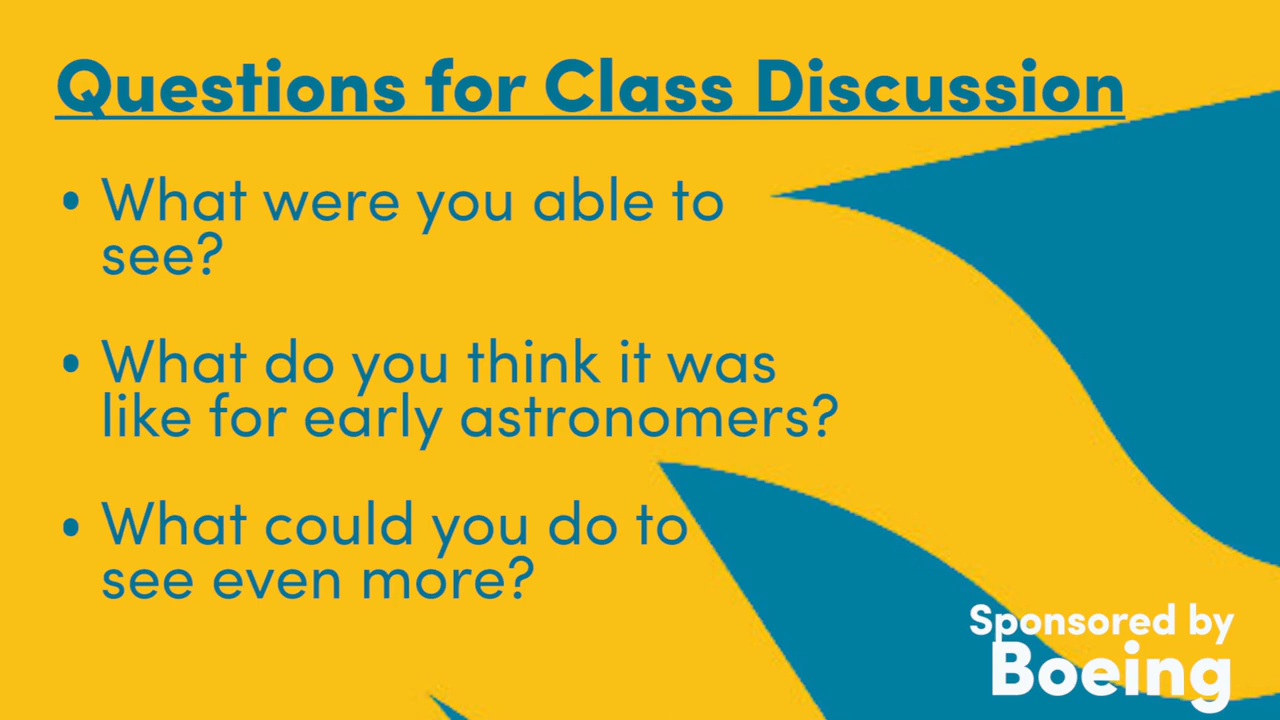 Questions for Class Discussion
• What were you able to
see?
• What do you think it was
like for early astronomers?
• What could you do to
see even more?
Sponsored by
Boeing